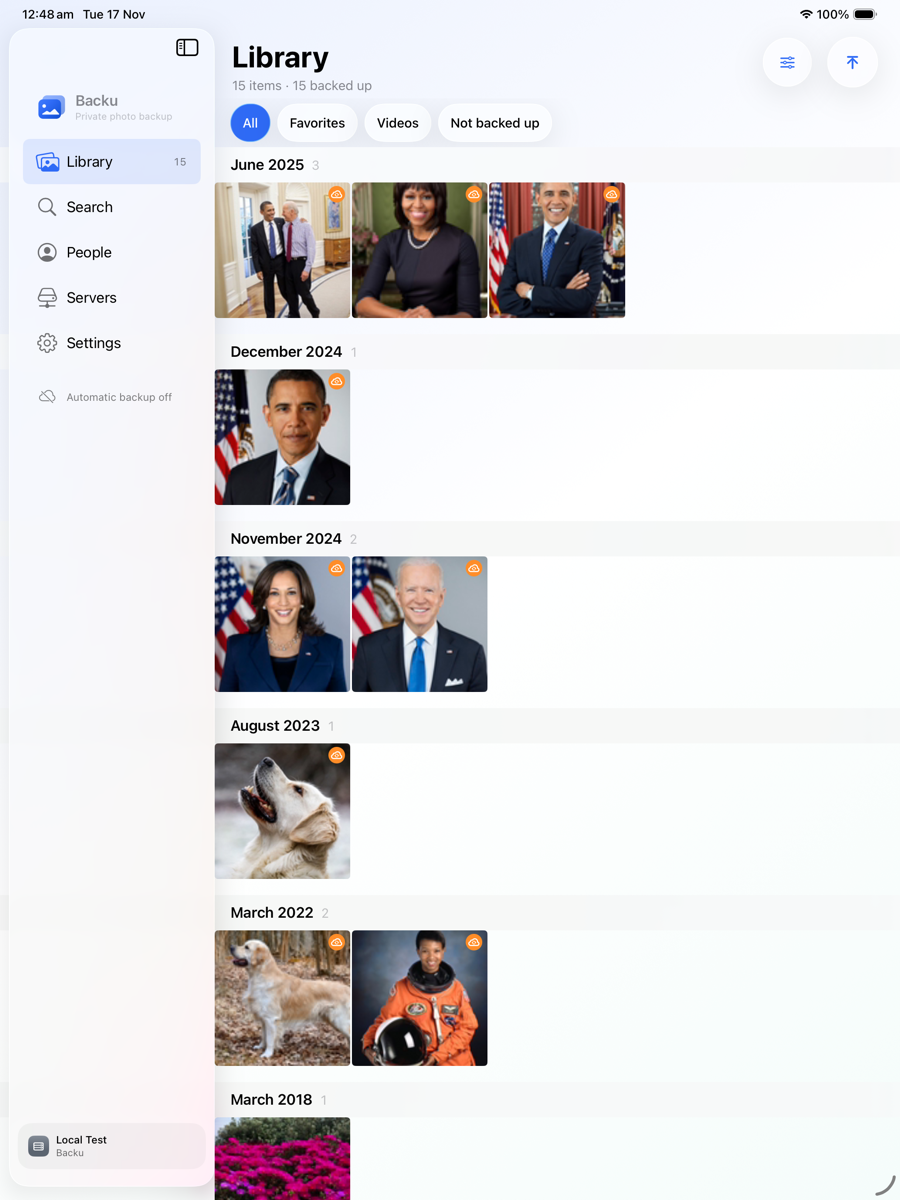 12:48 am Tue 17 Nov
100%
Backu
Private photo backup
Library 15
Search
People
Servers
Settings
Automatic backup off
Local Test
Backu
Library
15 items · 15 backed up
All Favorites Videos Not backed up
June 2025 3
December 2024 1
November 2024 2
August 2023 1
March 2022 2
March 2018 1